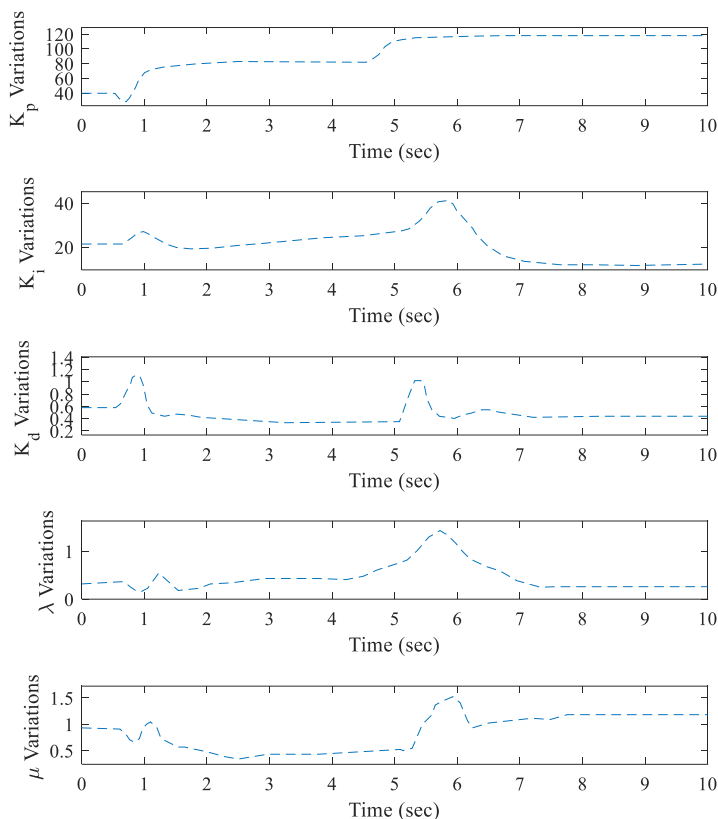 K_p Variations
120
100
80
60
40
0 1 2 3 4 5 6 7 8 9 10
Time (sec)
K_i Variations
40
20
0 1 2 3 4 5 6 7 8 9 10
Time (sec)
K_d Variations
1.4
1.2
1
0.8
0.6
0.4
0.2
0 1 2 3 4 5 6 7 8 9 10
Time (sec)
λ Variations
1
0
0 1 2 3 4 5 6 7 8 9 10
Time (sec)
μ Variations
1.5
1
0.5
0 1 2 3 4 5 6 7 8 9 10
Time (sec)